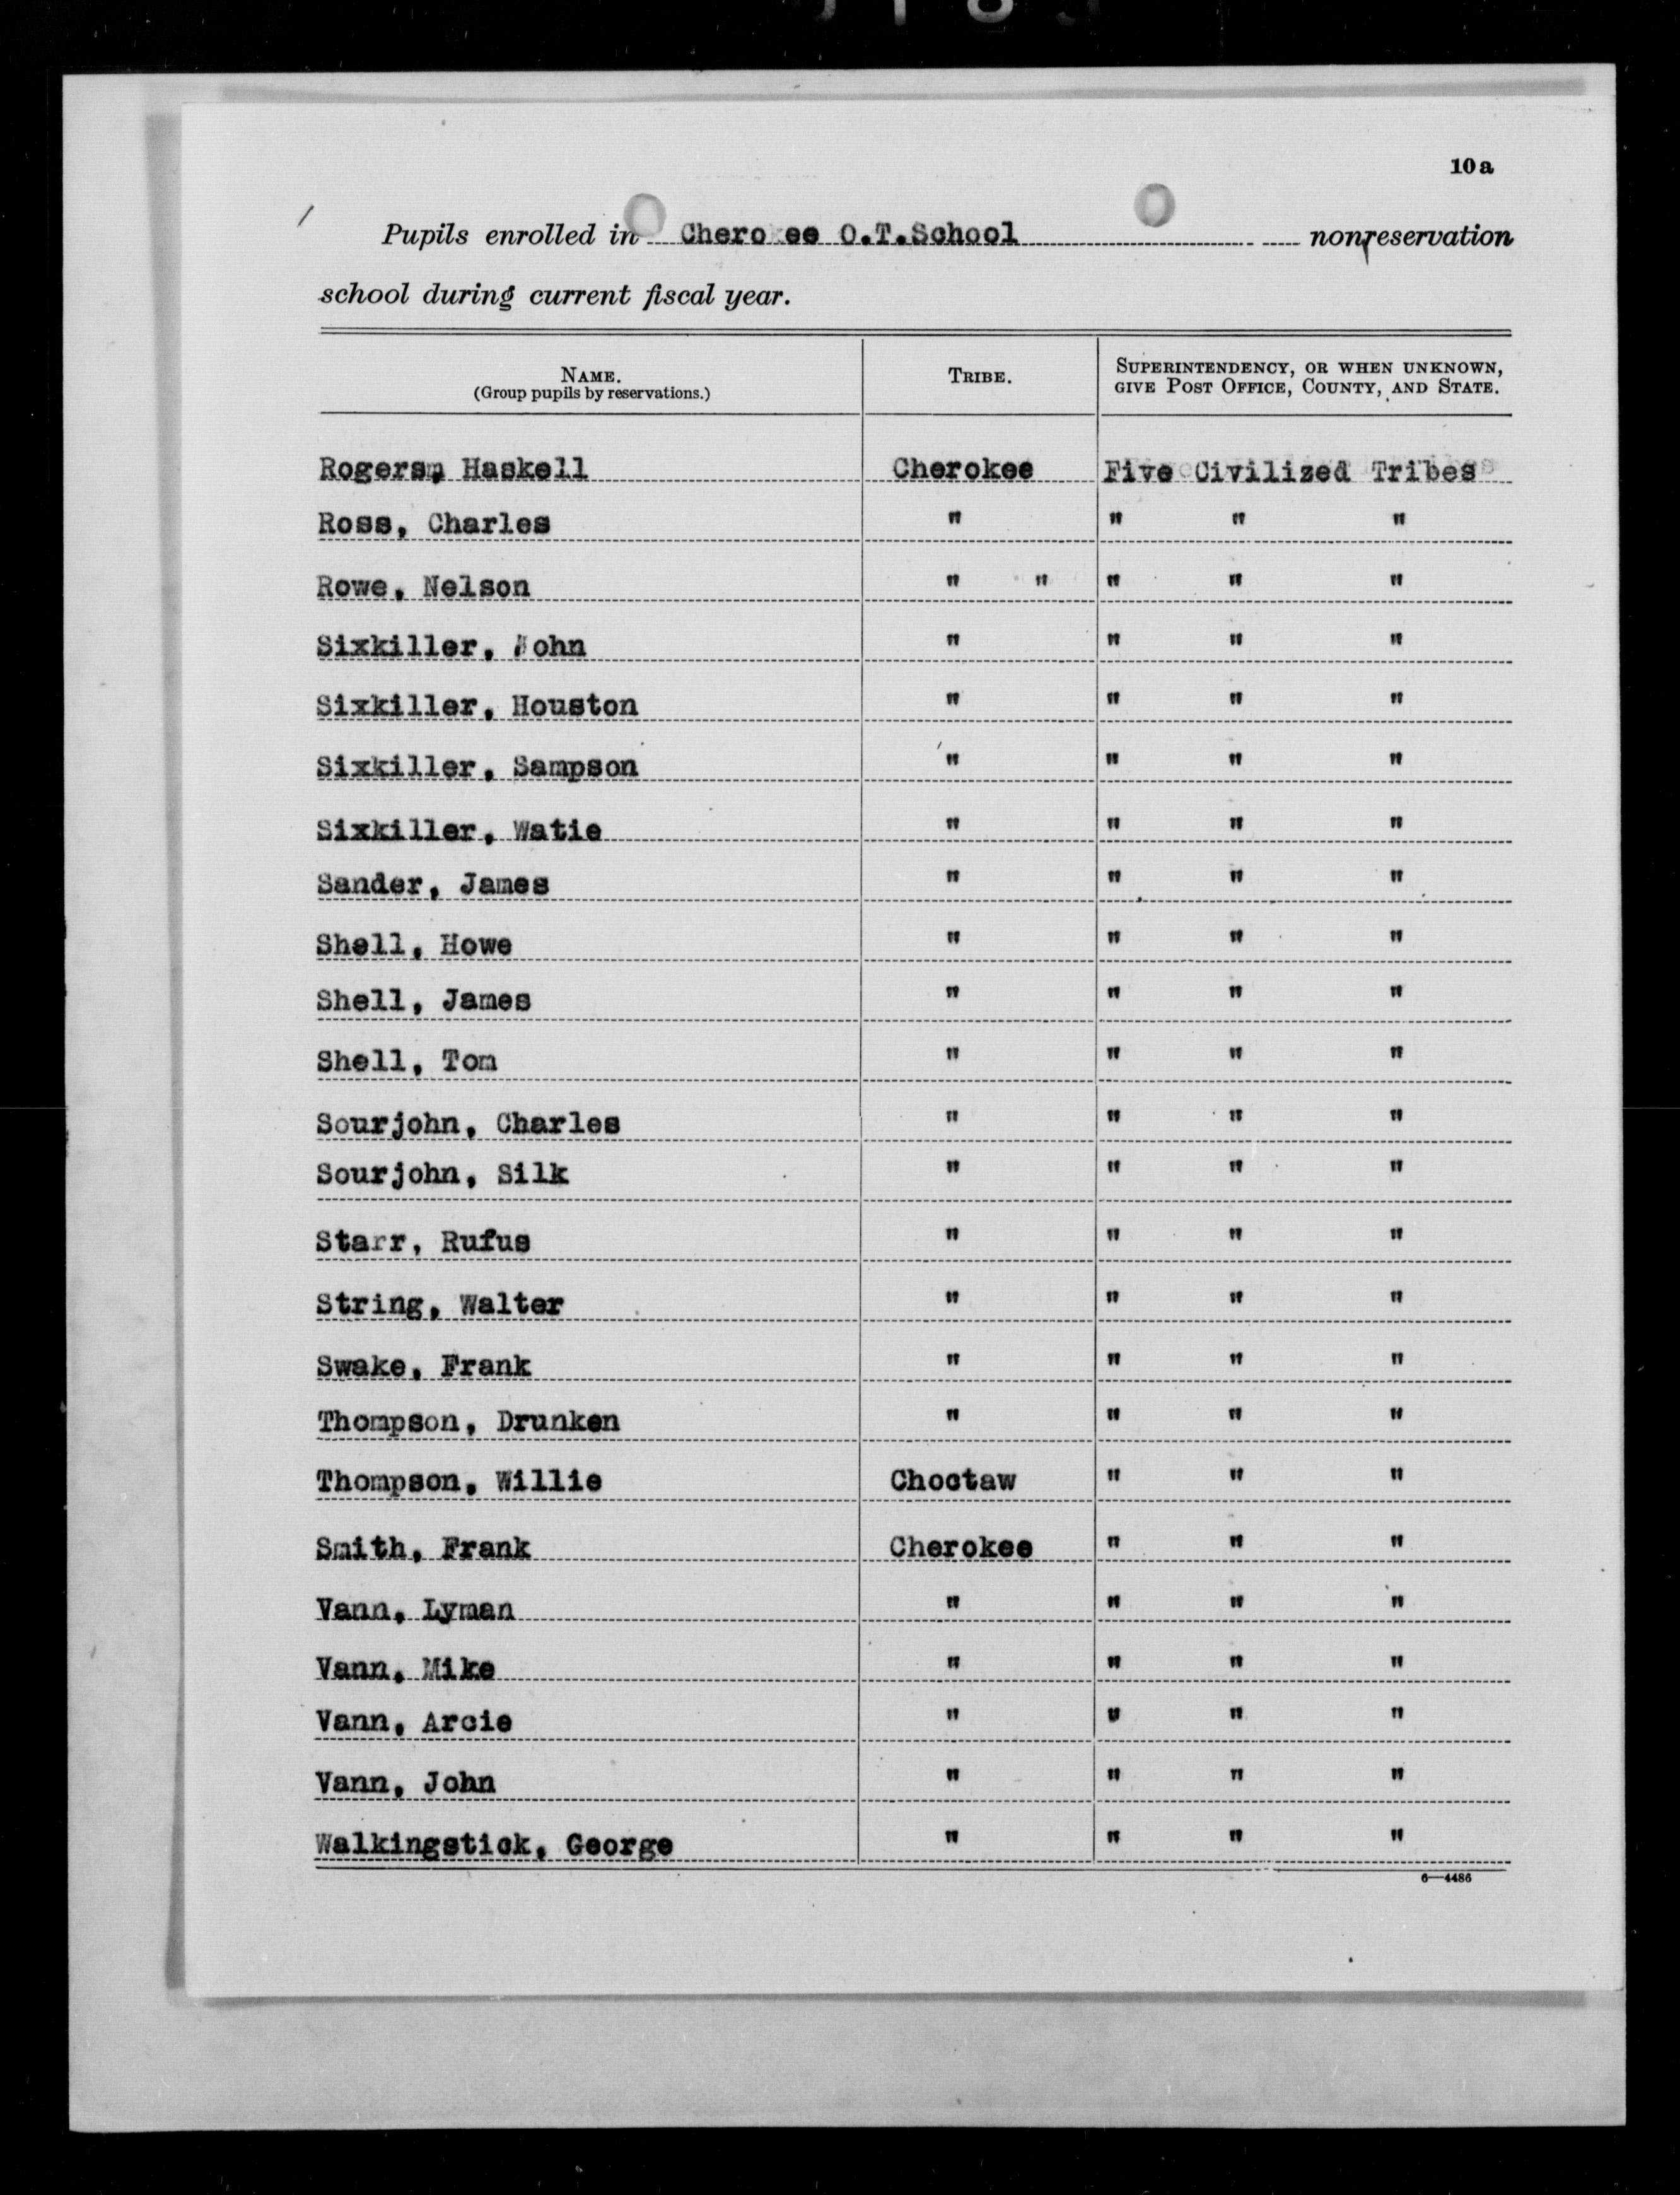 10a
Pupils enrolled in Cherokee O.T.School nonreservation
school during current fiscal year.
NAME.
(Group pupils by reservations.)
TRIBE.
SUPERINTENDENCY, OR WHEN UNKNOWN,
GIVE POST OFFICE, COUNTY, AND STATE.
Rogers, Haskell Cherokee Five Civilized Tribes
Ross, Charles " " " "
Rowe, Nelson " " " " "
Sixkiller, John " " " "
Sixkiller, Houston " " " "
Sixkiller, Sampson " " " "
Sixkiller, Watie " " " "
Sander, James " " " "
Shell, Howe " " " "
Shell, James " " " "
Shell, Tom " " " "
Sourjohn, Charles " " " "
Sourjohn, Silk " " " "
Starr, Rufus " " " "
String, Walter " " " "
Swake, Frank " " " "
Thompson, Drunken " " " "
Thompson, Willie Choctaw " " "
Smith, Frank Cherokee " " "
Vann, Lyman " " " "
Vann, Mike " " " "
Vann, Arcie " " " "
Vann, John " " " "
Walkingstick, George " " " "
6—4486